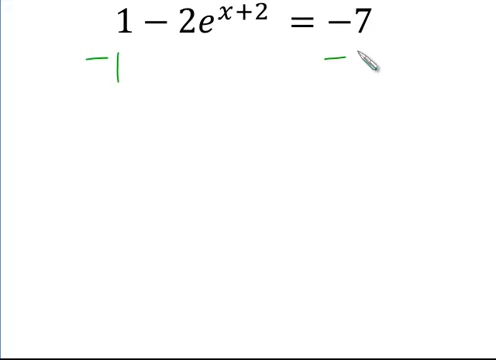 1 − 2e^{x+2} = −7
−1 −